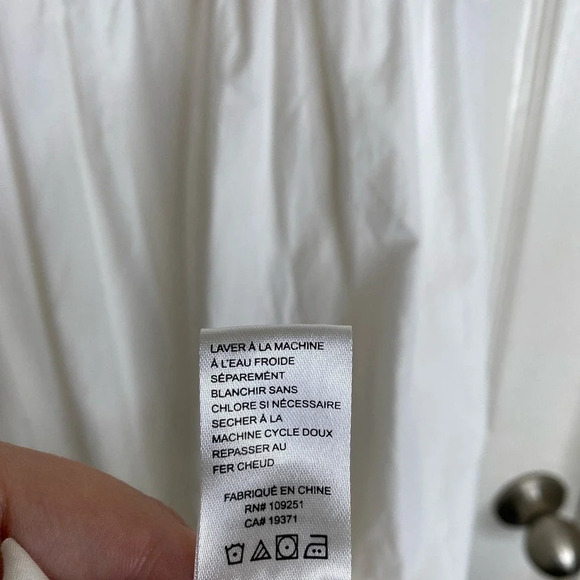 LAVER À LA MACHINE
À L'EAU FROIDE
SÉPARÉMENT
BLANCHIR SANS
CHLORE SI NÉCESSAIRE
SECHER À LA
MACHINE CYCLE DOUX
REPASSER AU
FER CHEUD
FABRIQUÉ EN CHINE
RN# 109251
CA# 19371